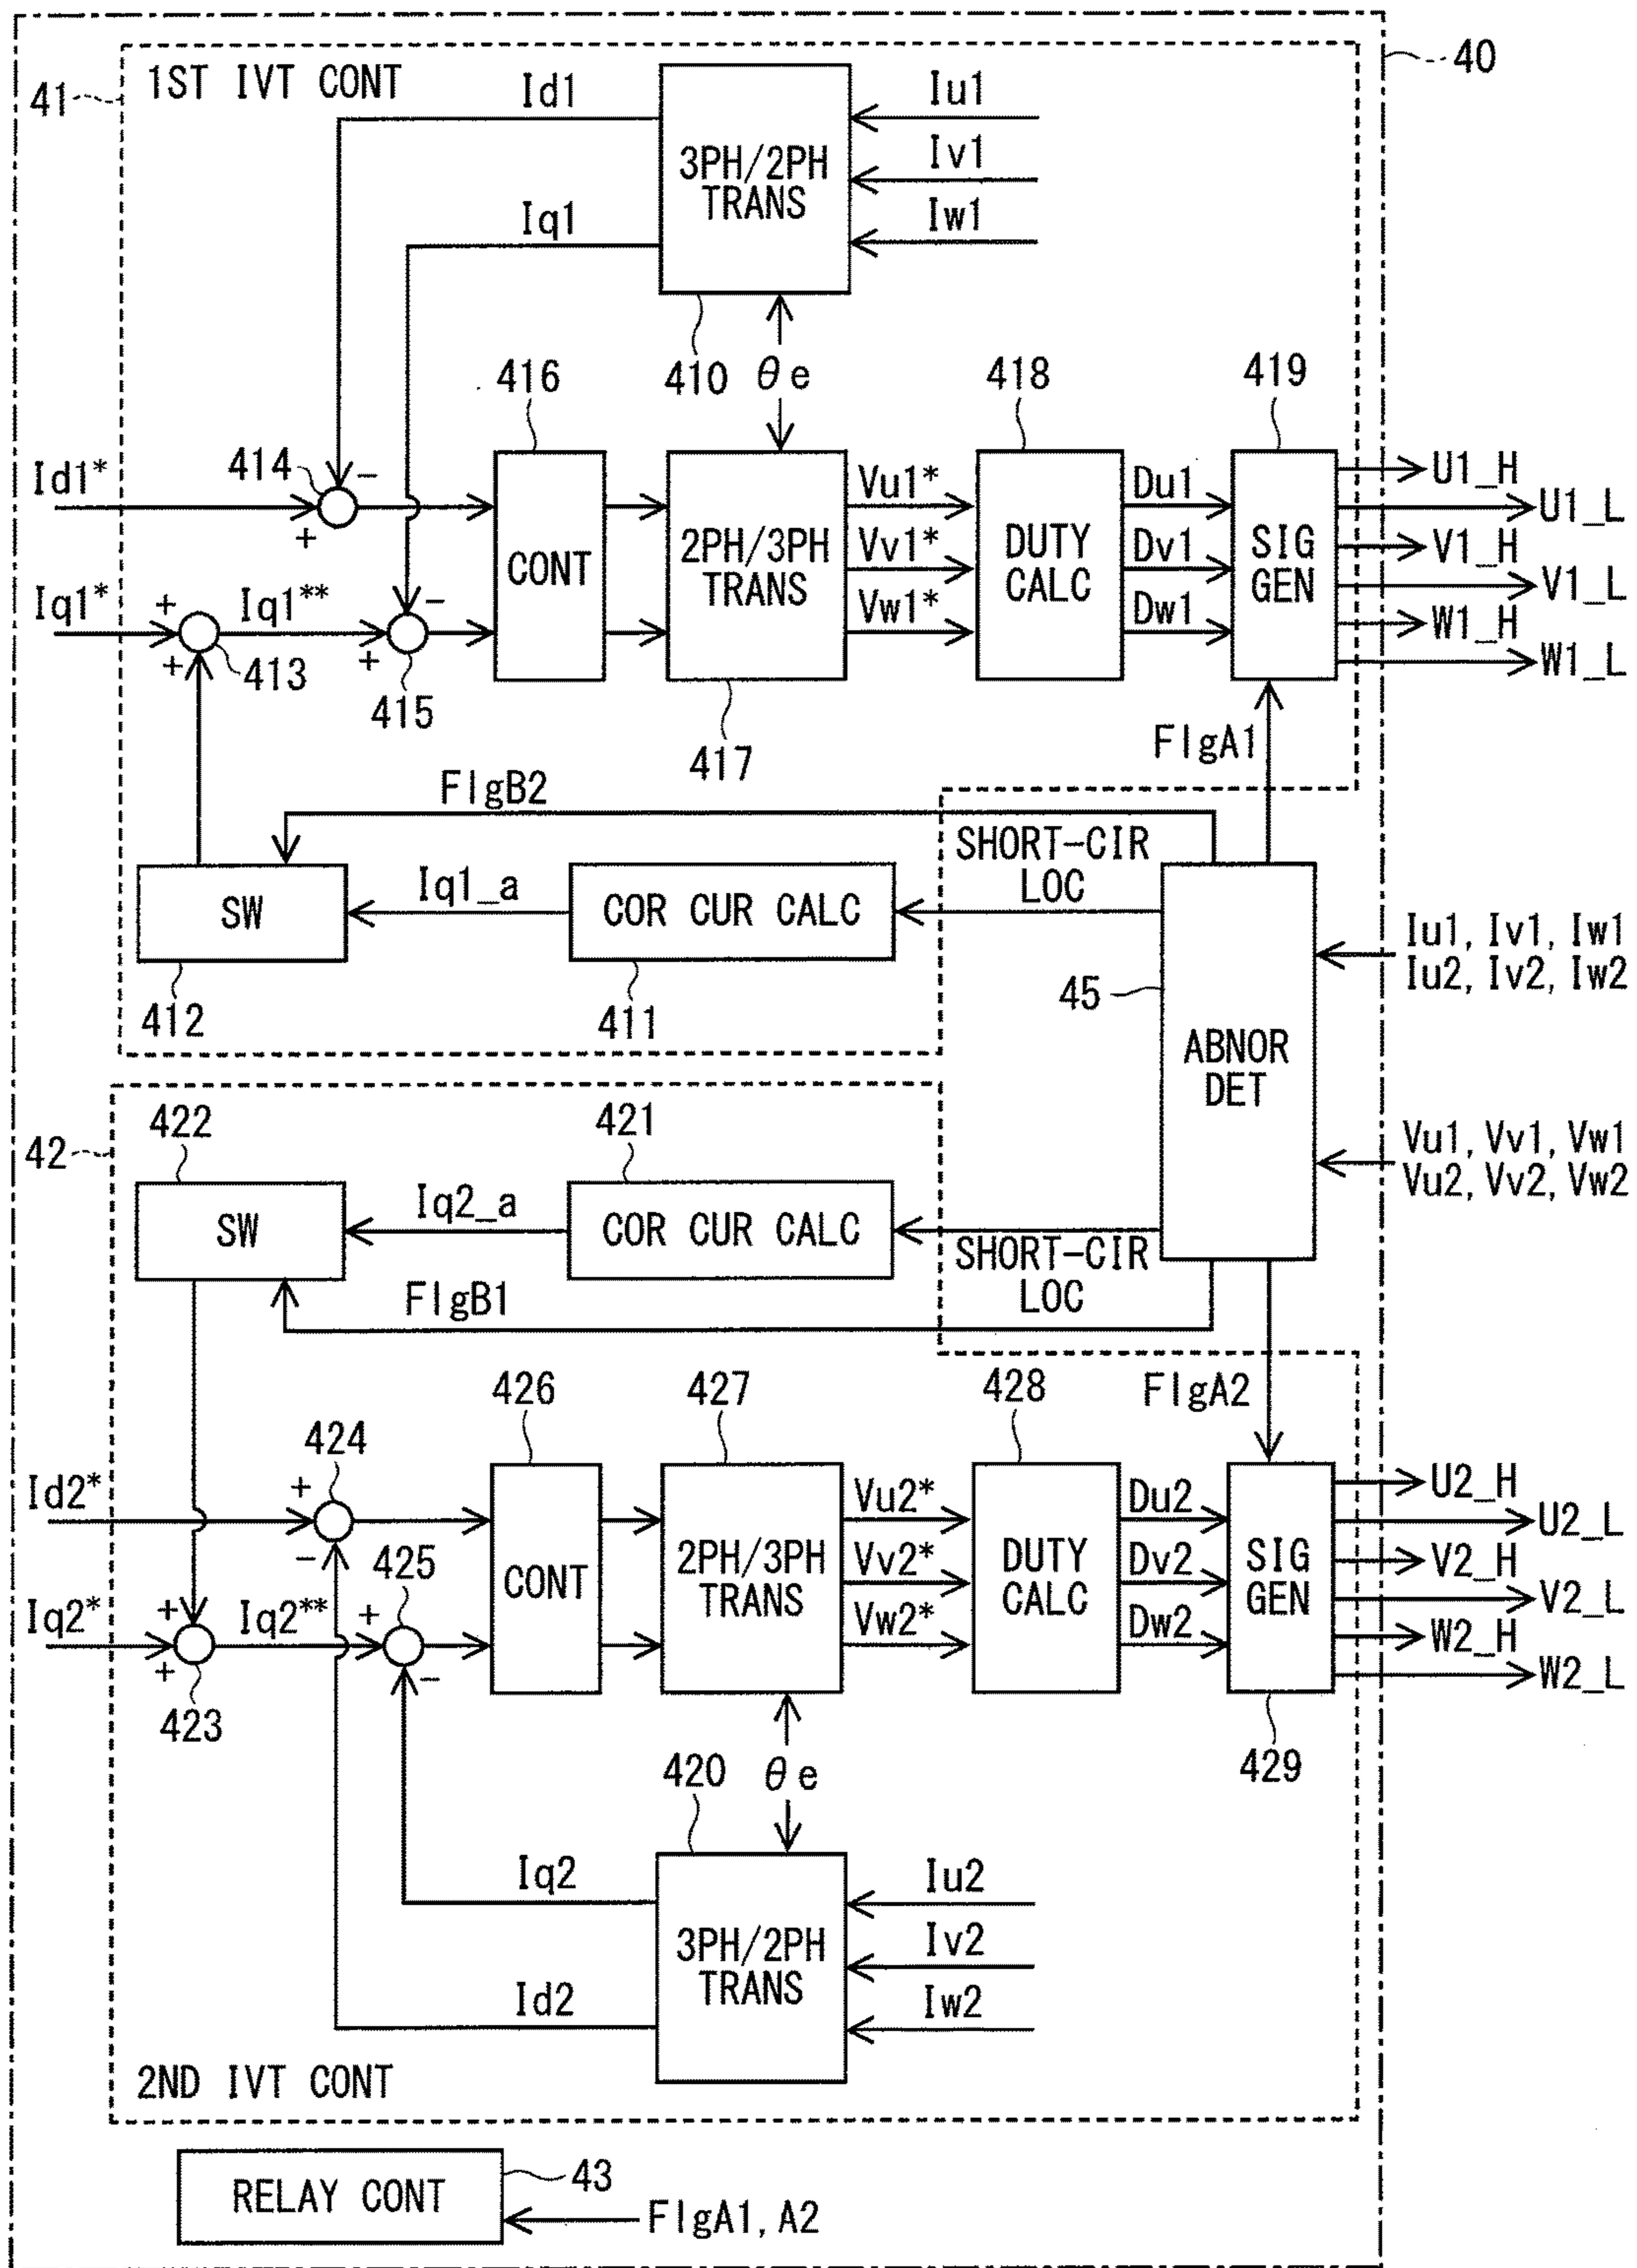 40
41
1ST IVT CONT
Id1
Iu1
3PH/2PH
TRANS
Iv1
Iq1
Iw1
416
410
θe
418
419
Id1*
414
-
+
Iq1*
+
+
413
Iq1**
-
+
415
CONT
2PH/3PH
TRANS
417
Vu1*
Vv1*
Vw1*
DUTY
CALC
Du1
Dv1
Dw1
SIG
GEN
U1_H
U1_L
V1_H
V1_L
W1_H
W1_L
FlgA1
FlgB2
SHORT-CIR
LOC
SW
Iq1_a
COR CUR CALC
412
411
45
ABNOR
DET
Iu1, Iv1, Iw1
Iu2, Iv2, Iw2
Vu1, Vv1, Vw1
Vu2, Vv2, Vw2
42
422
421
SW
Iq2_a
COR CUR CALC
SHORT-CIR
LOC
FlgB1
FlgA2
424
426
427
428
Id2*
+
-
425
Iq2*
+
+
423
Iq2**
+
-
CONT
2PH/3PH
TRANS
Vu2*
Vv2*
Vw2*
DUTY
CALC
Du2
Dv2
Dw2
SIG
GEN
429
U2_H
U2_L
V2_H
V2_L
W2_H
W2_L
420
θe
Iq2
Iu2
3PH/2PH
TRANS
Iv2
Id2
Iw2
2ND IVT CONT
RELAY CONT
43
FlgA1, A2